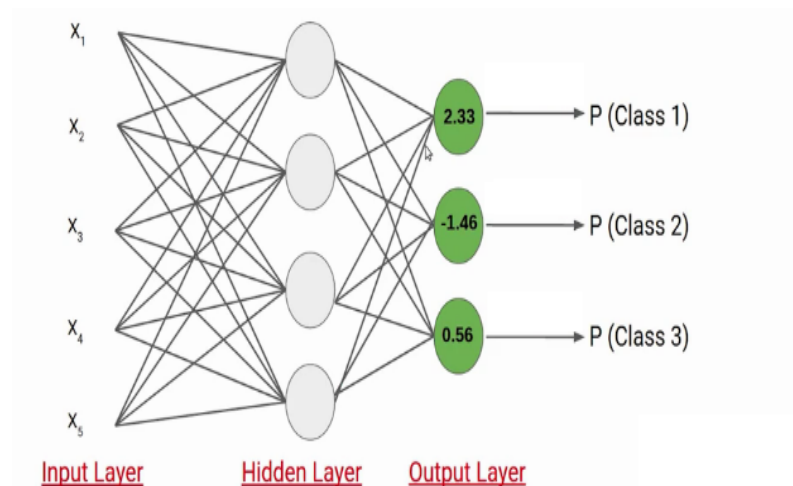 X₁
X₂
X₃
X₄
X₅
2.33
-1.46
0.56
P (Class 1)
P (Class 2)
P (Class 3)
Input Layer
Hidden Layer
Output Layer